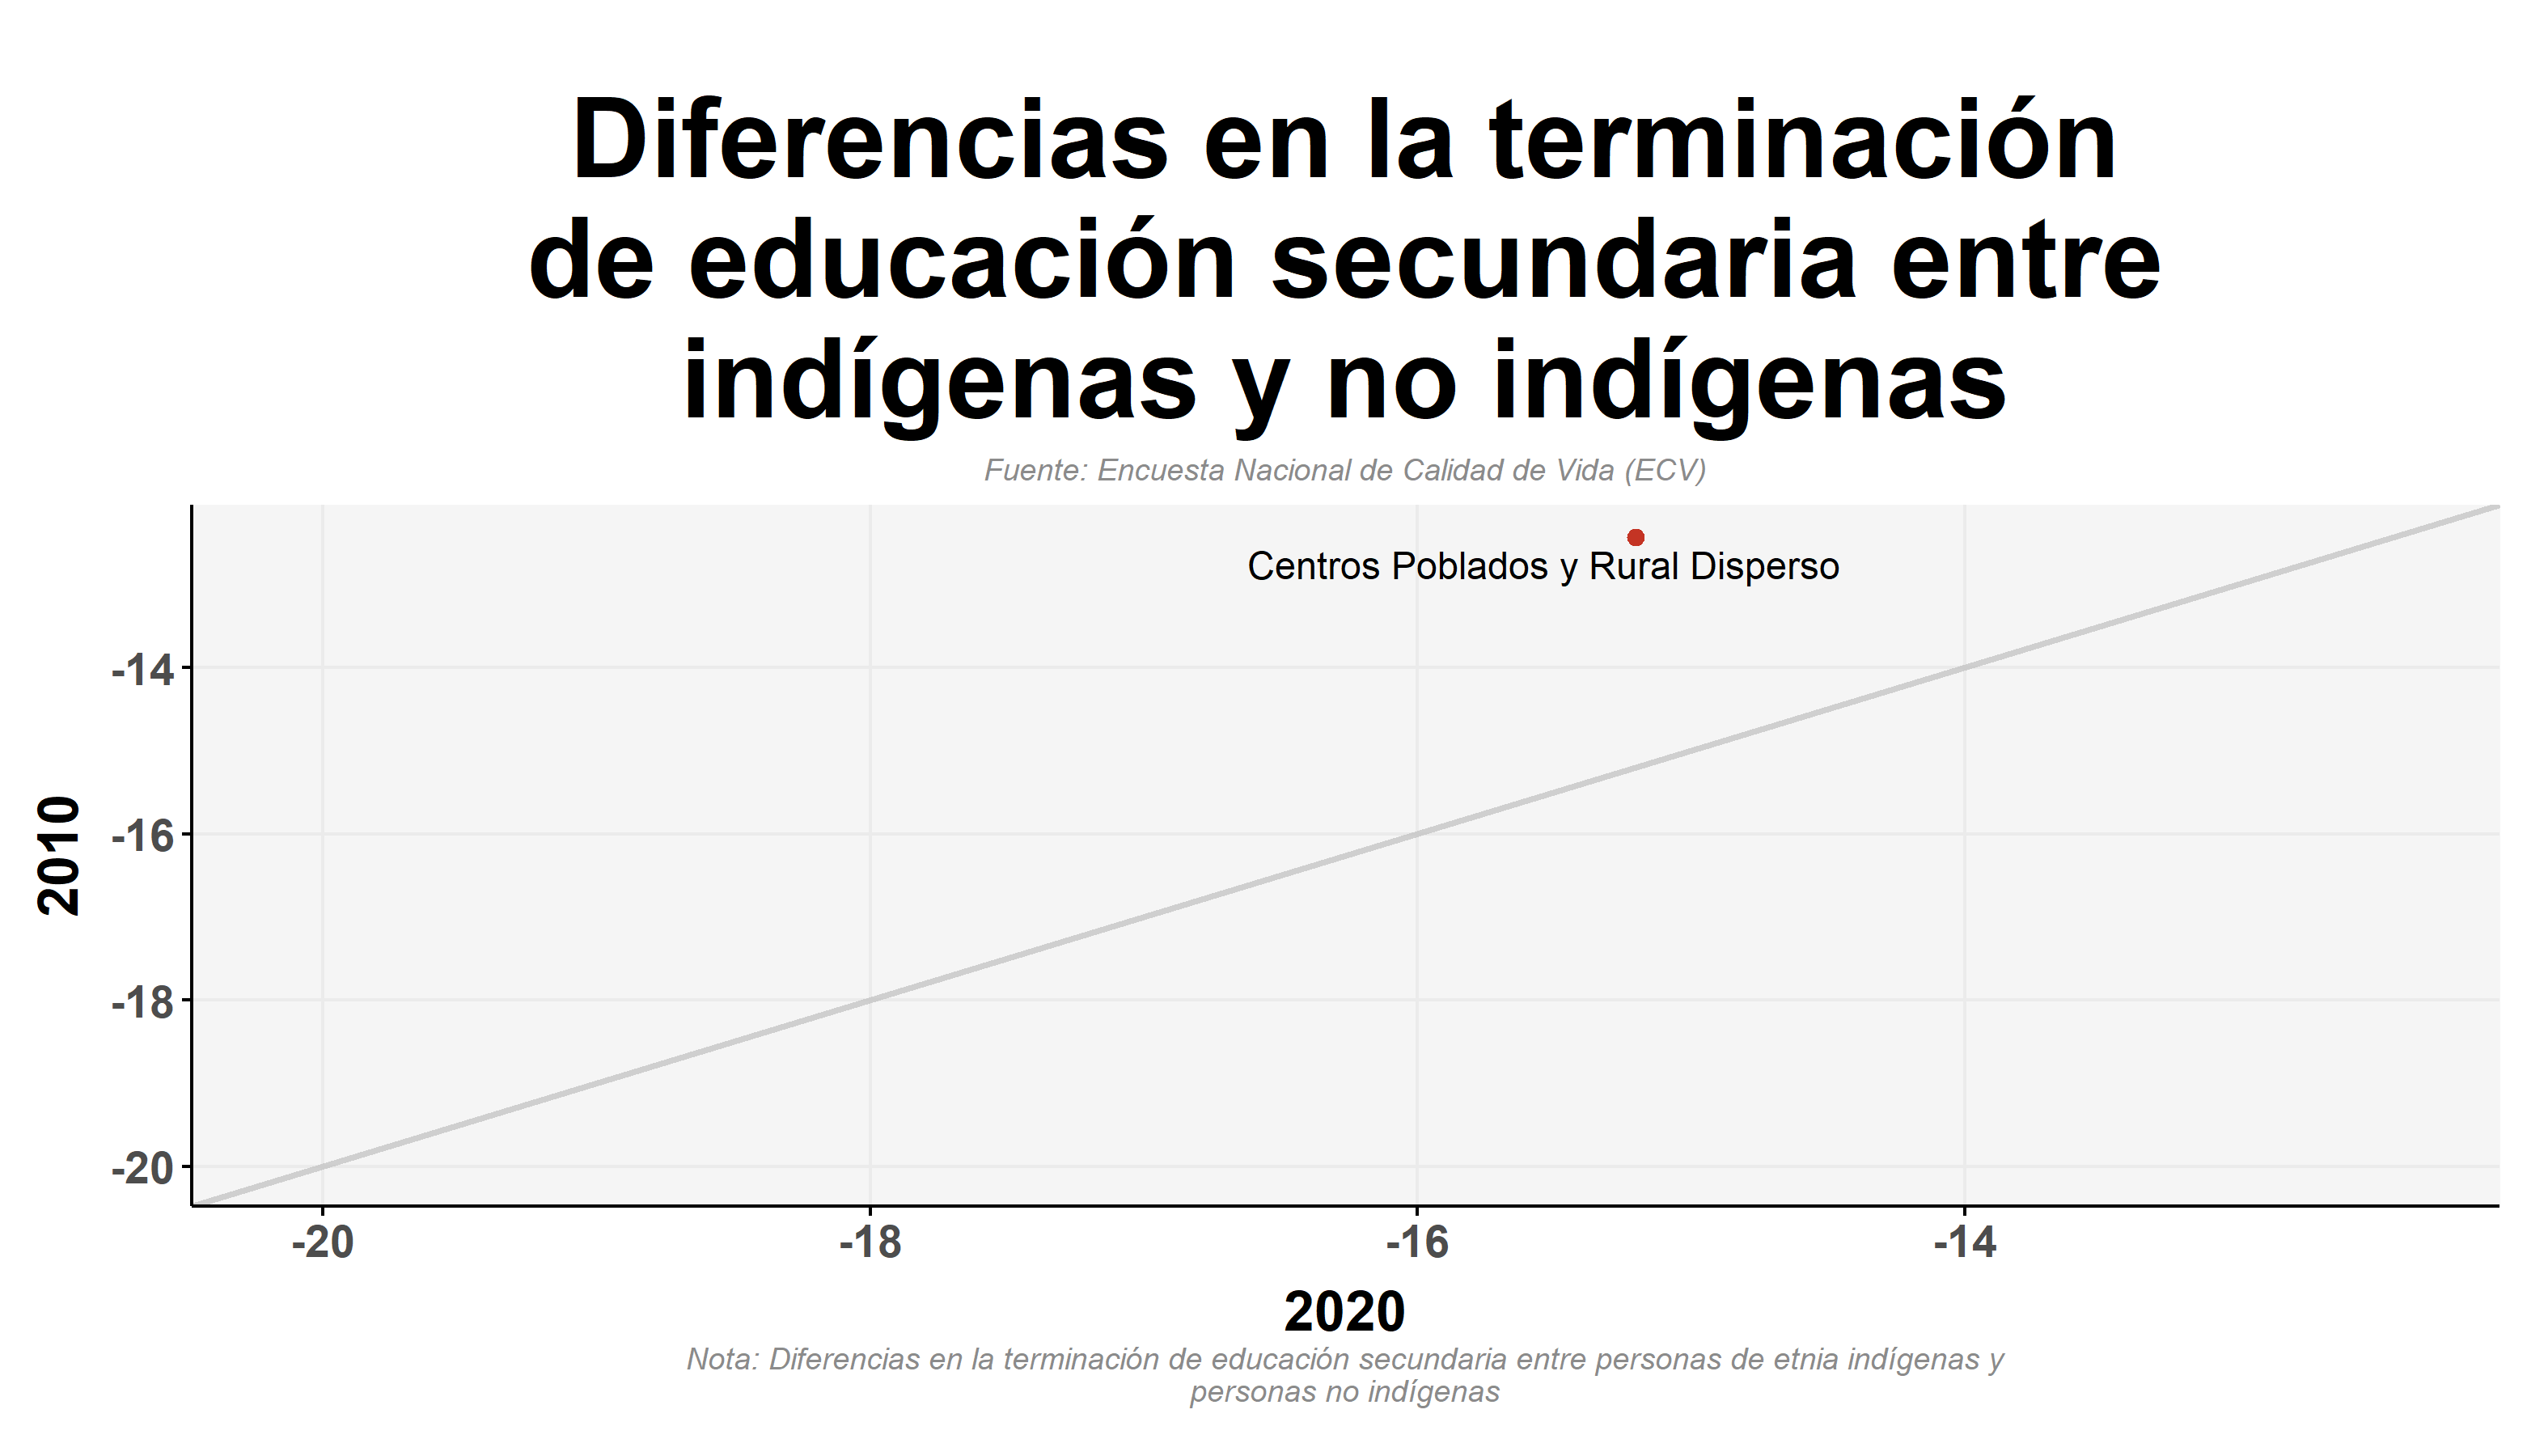 Diferencias en la terminación
de educación secundaria entre
indígenas y no indígenas
Fuente: Encuesta Nacional de Calidad de Vida (ECV)
Centros Poblados y Rural Disperso
-14
-16
-18
-20
2010
-20
-18
-16
-14
2020
Nota: Diferencias en la terminación de educación secundaria entre personas de etnia indígenas y
personas no indígenas